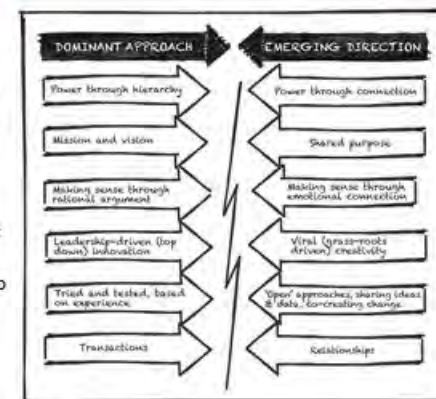 DOMINANT APPROACH
EMERGING DIRECTION
Power through hierarchy
Power through connection
Mission and vision
Shared purpose
Making sense through
rational argument
Making sense through
emotional connection
Leadership-driven (top
down) innovation
Viral (grass-roots
driven) creativity
Tried and tested, based
on experience
'Open' approaches, sharing ideas
& data, co-creating change
Transactions
Relationships